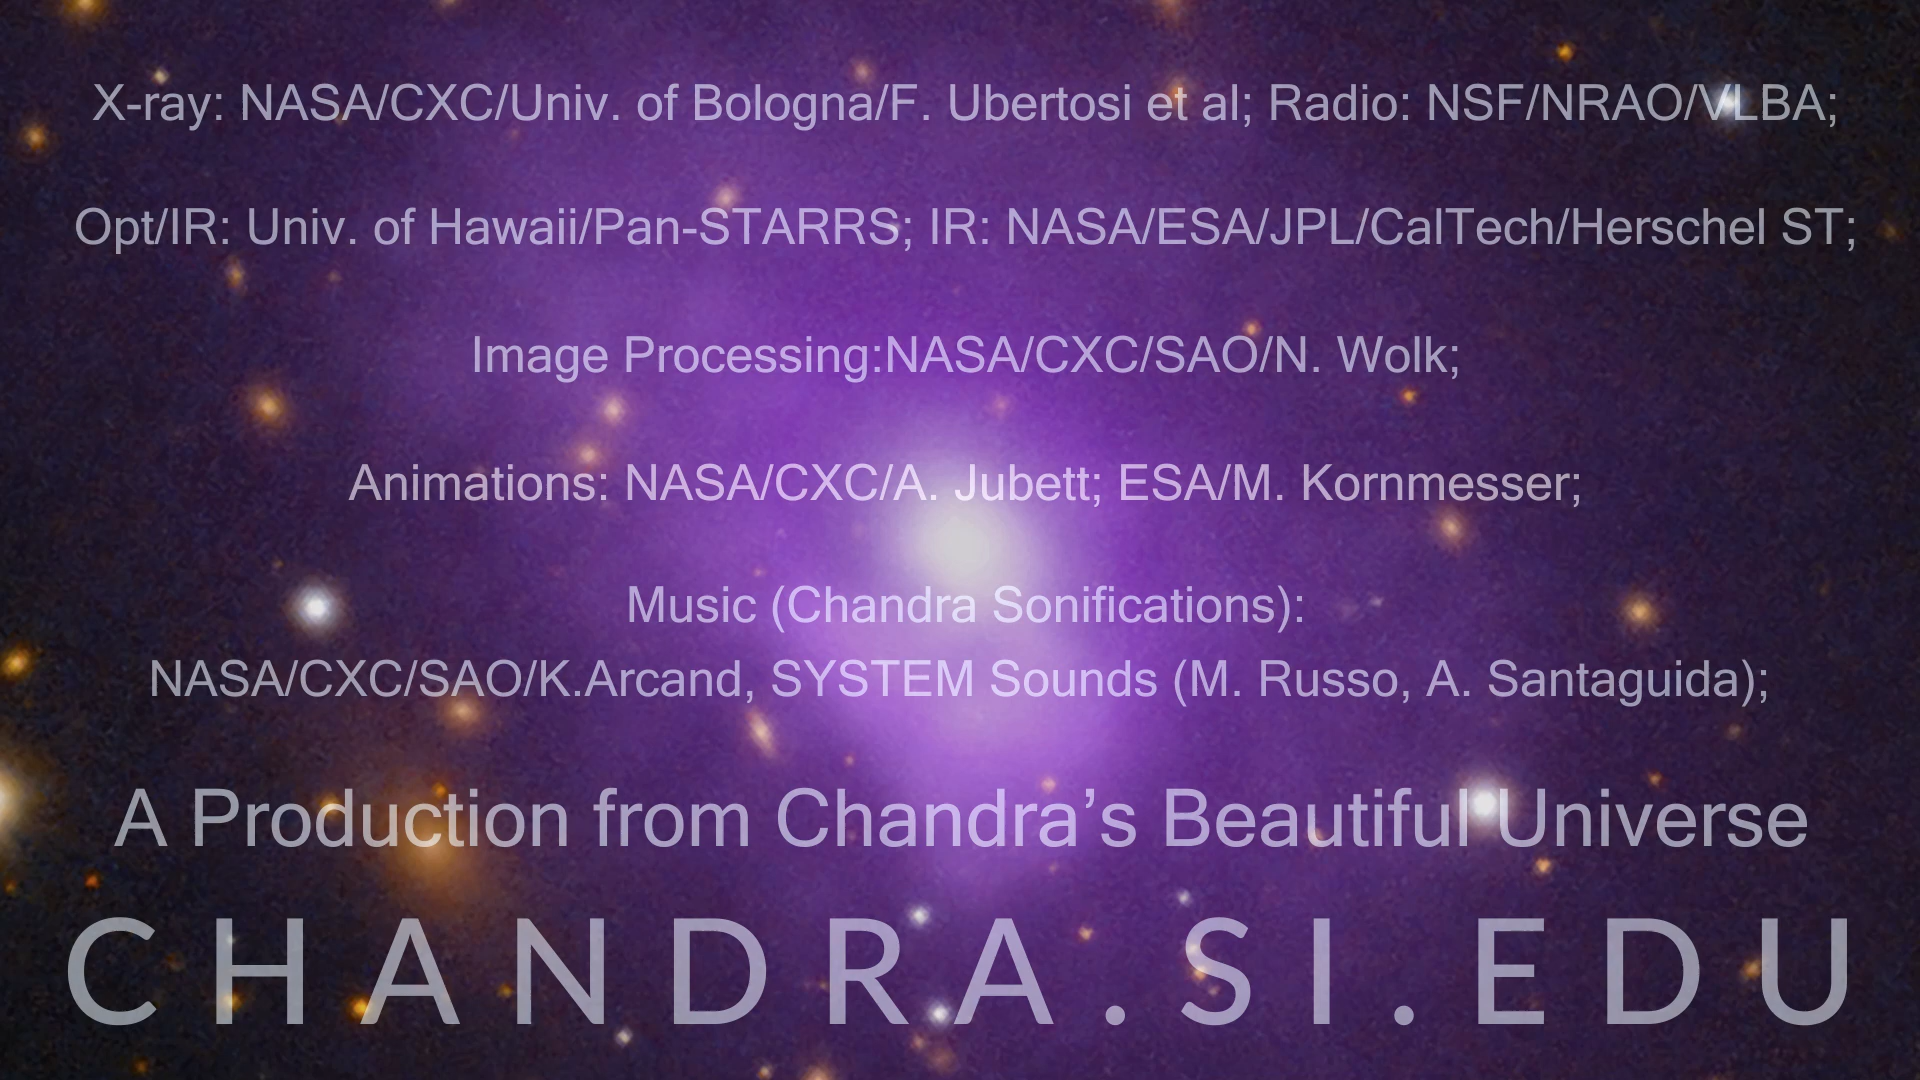 X-ray: NASA/CXC/Univ. of Bologna/F. Ubertosi et al; Radio: NSF/NRAO/VLBA;
Opt/IR: Univ. of Hawaii/Pan-STARRS; IR: NASA/ESA/JPL/CalTech/Herschel ST;
Image Processing:NASA/CXC/SAO/N. Wolk;
Animations: NASA/CXC/A. Jubett; ESA/M. Kornmesser;
Music (Chandra Sonifications):
NASA/CXC/SAO/K.Arcand, SYSTEM Sounds (M. Russo, A. Santaguida);
A Production from Chandra’s Beautiful Universe
CHANDRA.SI.EDU